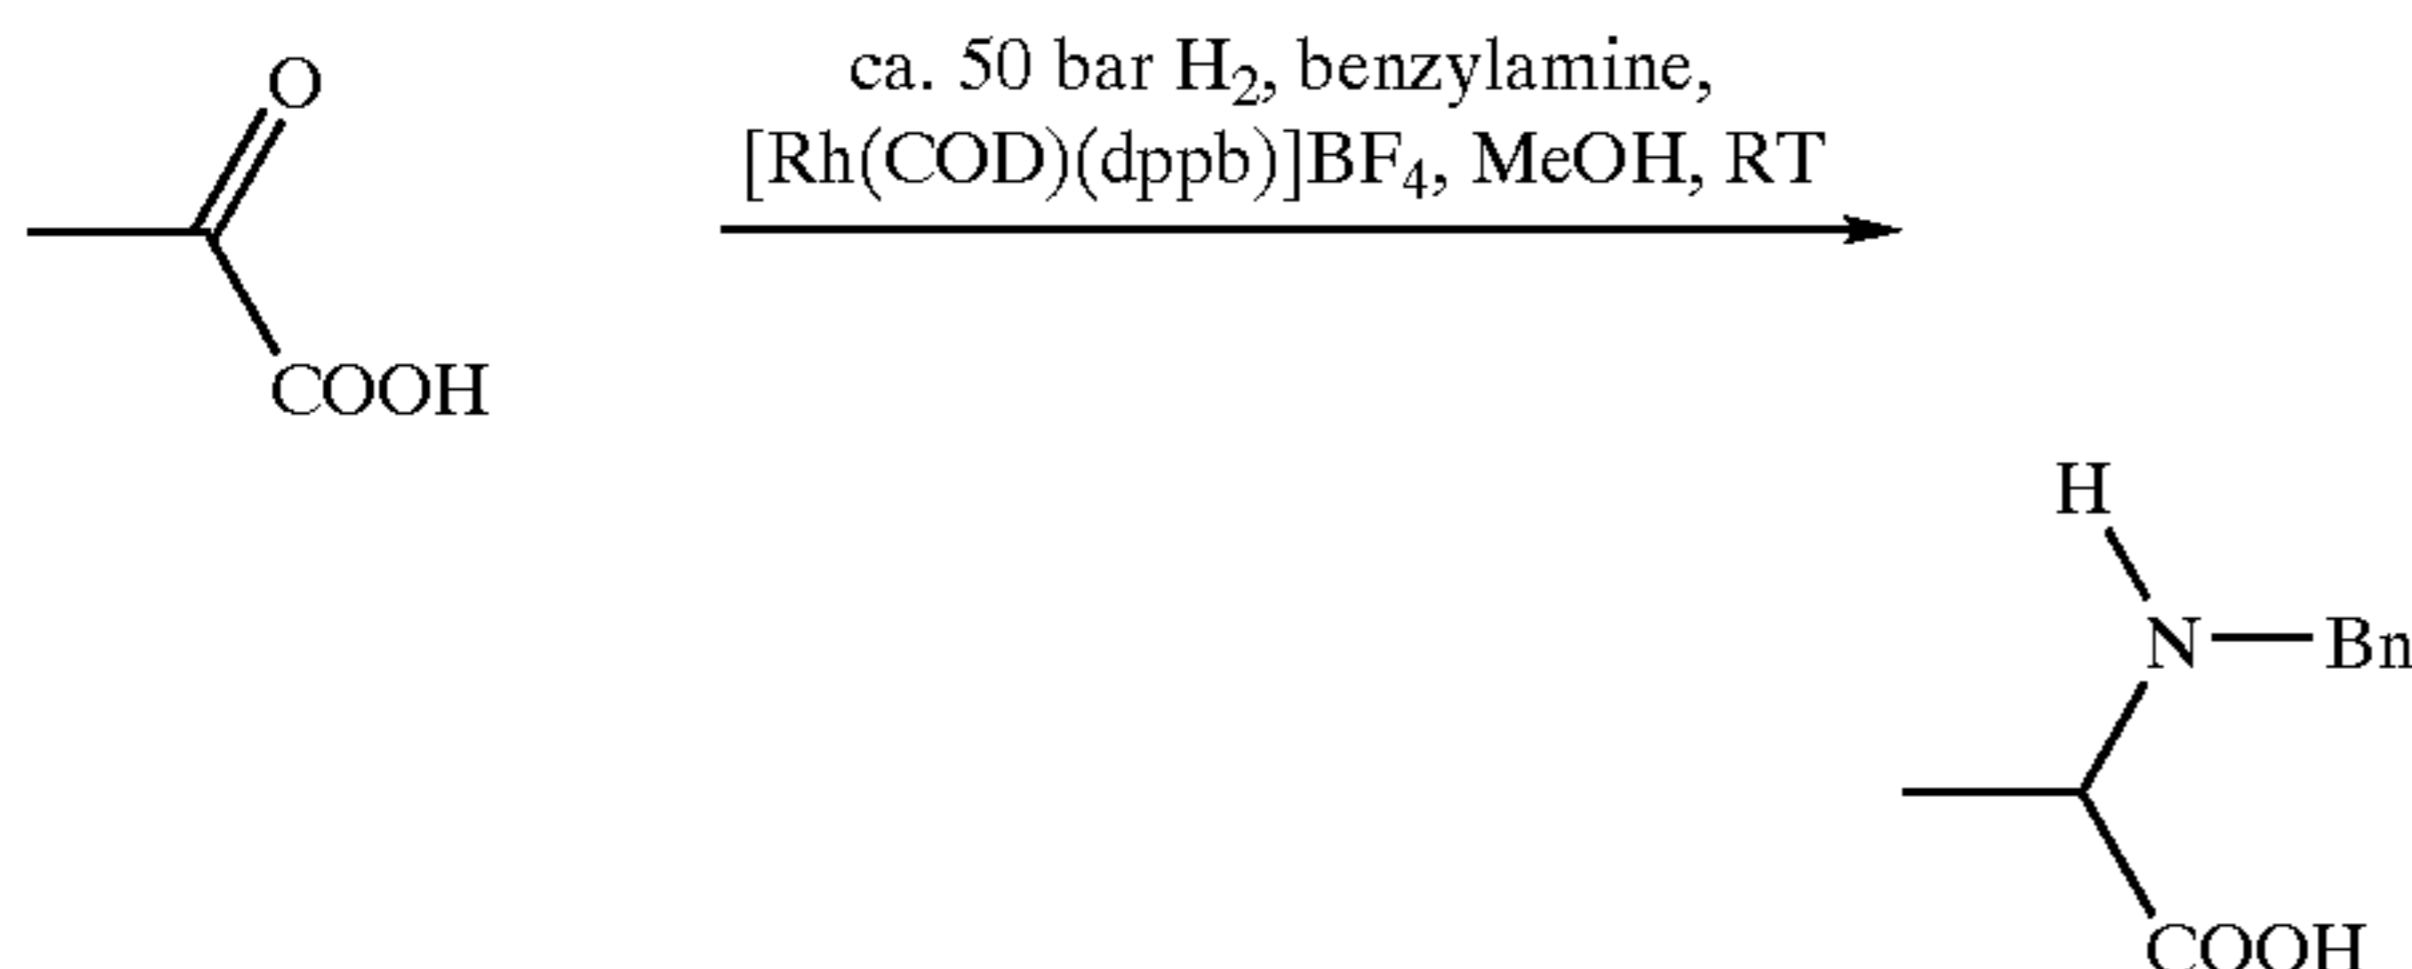 O
ca. 50 bar H₂, benzylamine,
[Rh(COD)(dppb)]BF₄, MeOH, RT
COOH
H
N—Bn
COOH